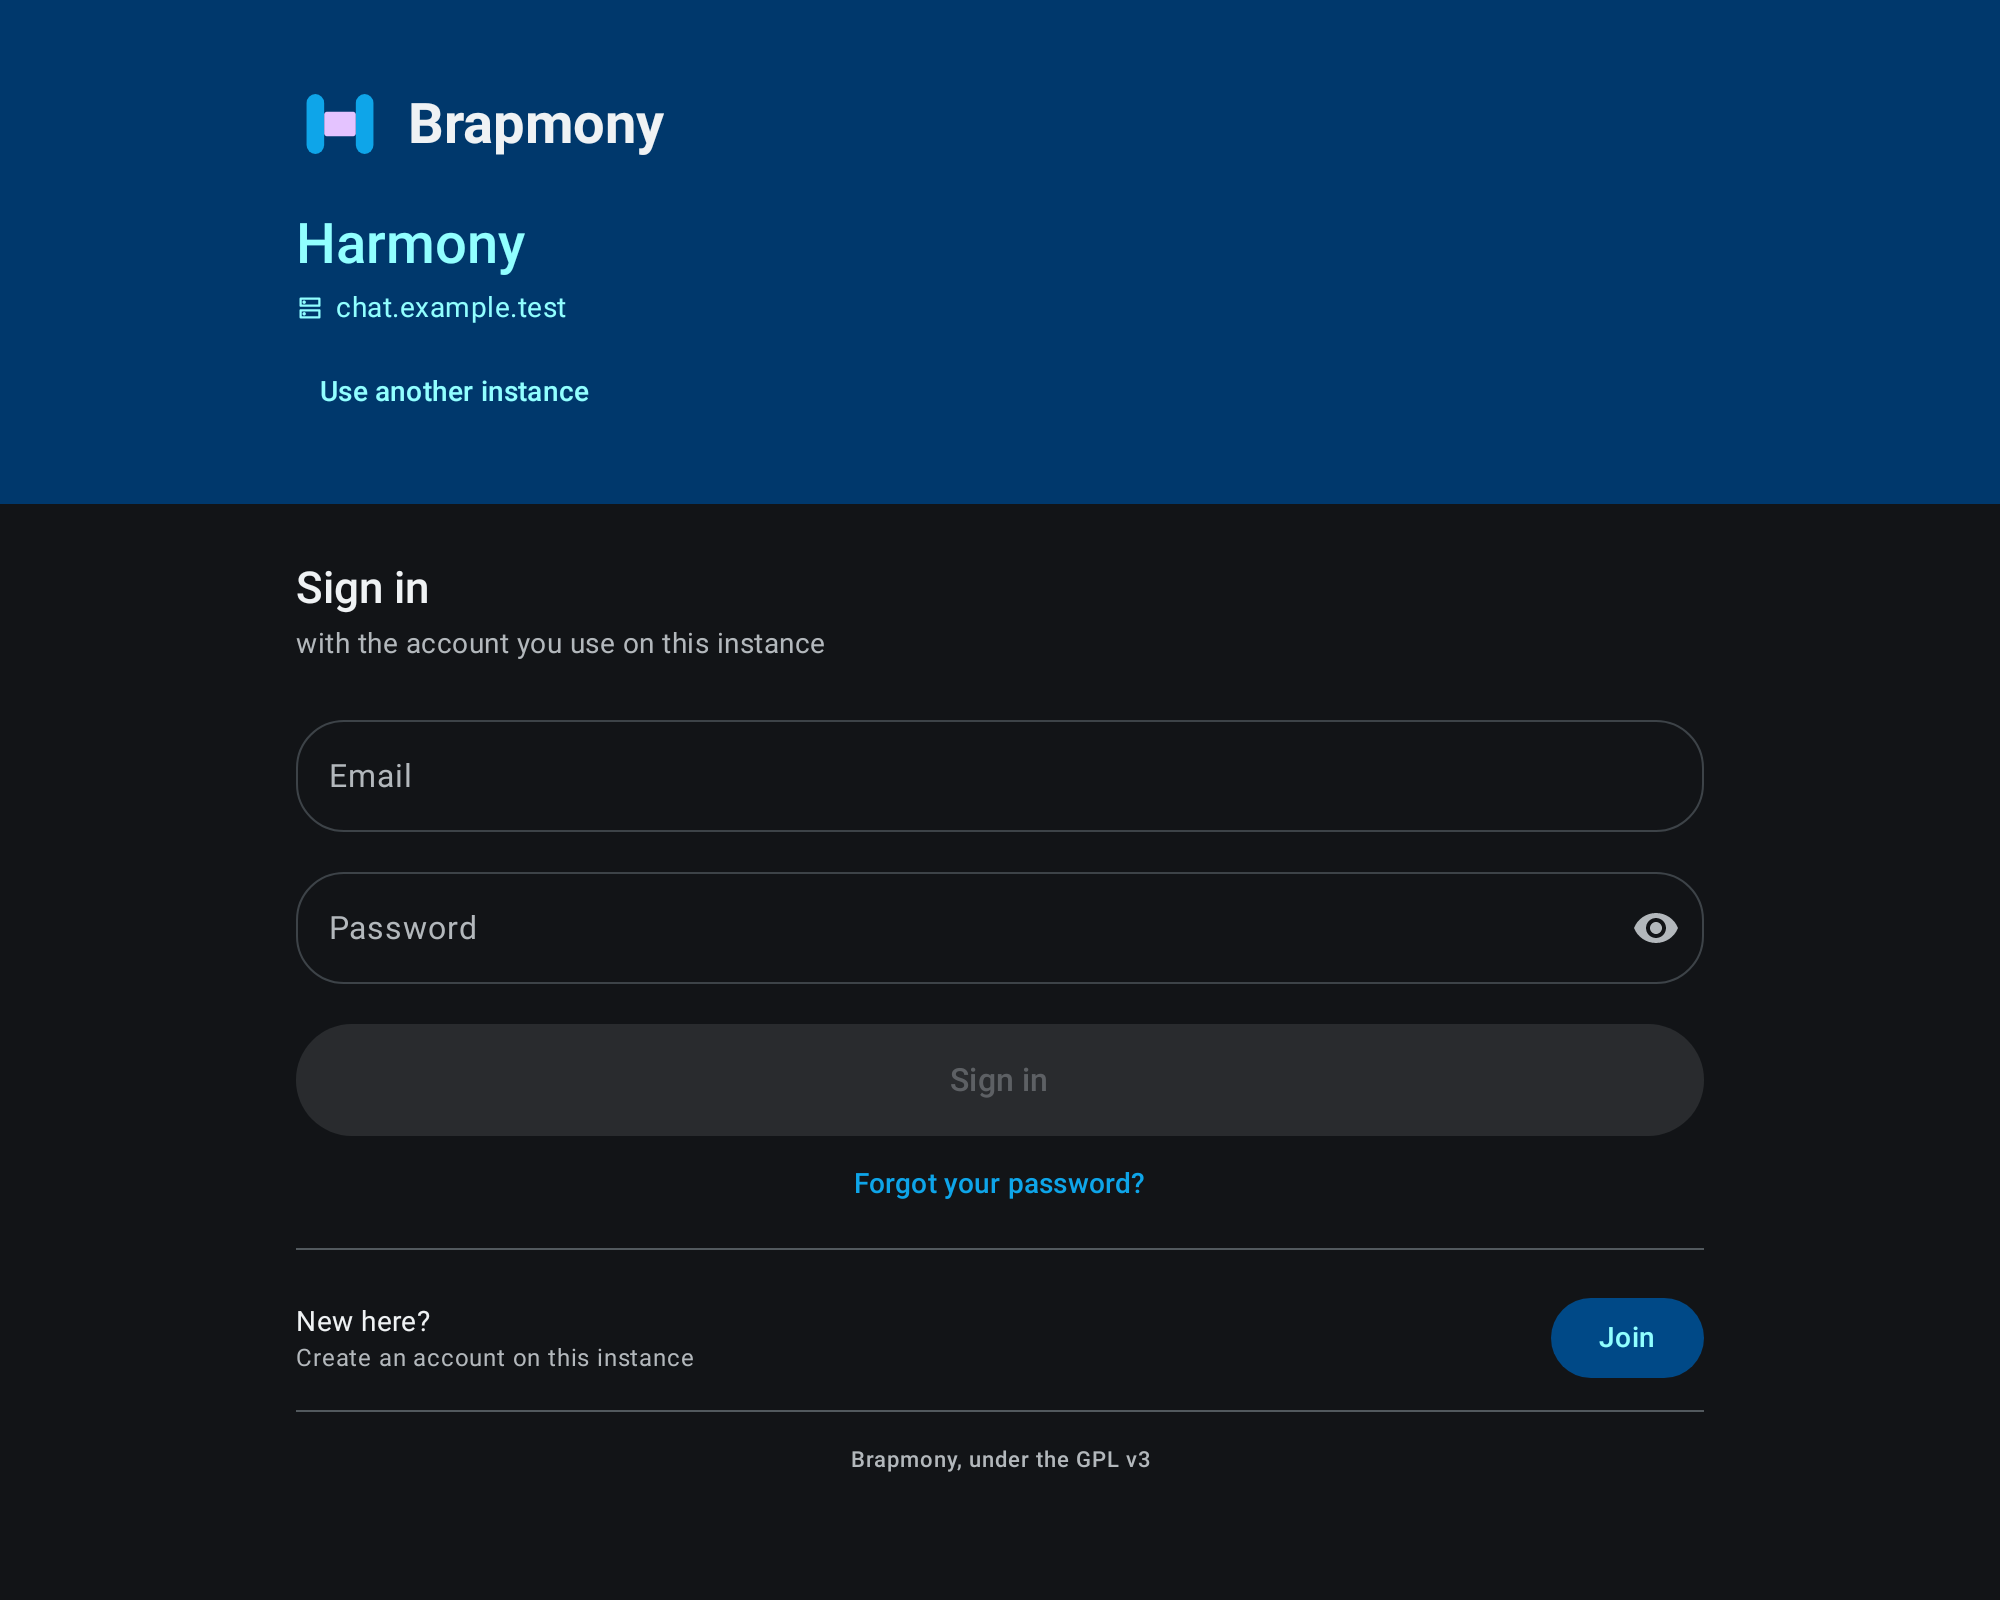 Brapmony
Harmony
chat.example.test
Use another instance
Sign in
with the account you use on this instance
Email
Password
Sign in
Forgot your password?
New here?
Create an account on this instance
Join
Brapmony, under the GPL v3